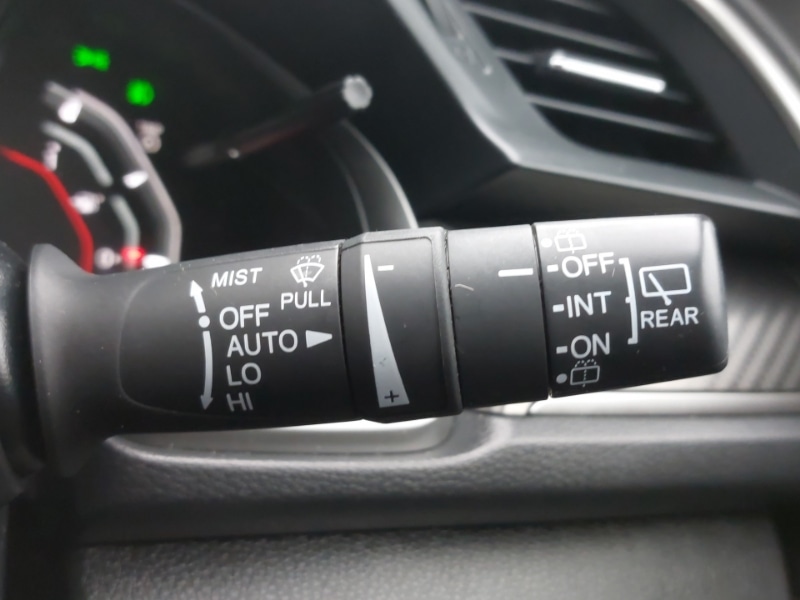 MIST
PULL
OFF
AUTO
LO
HI
-
+
-OFF
-INT
-ON
REAR